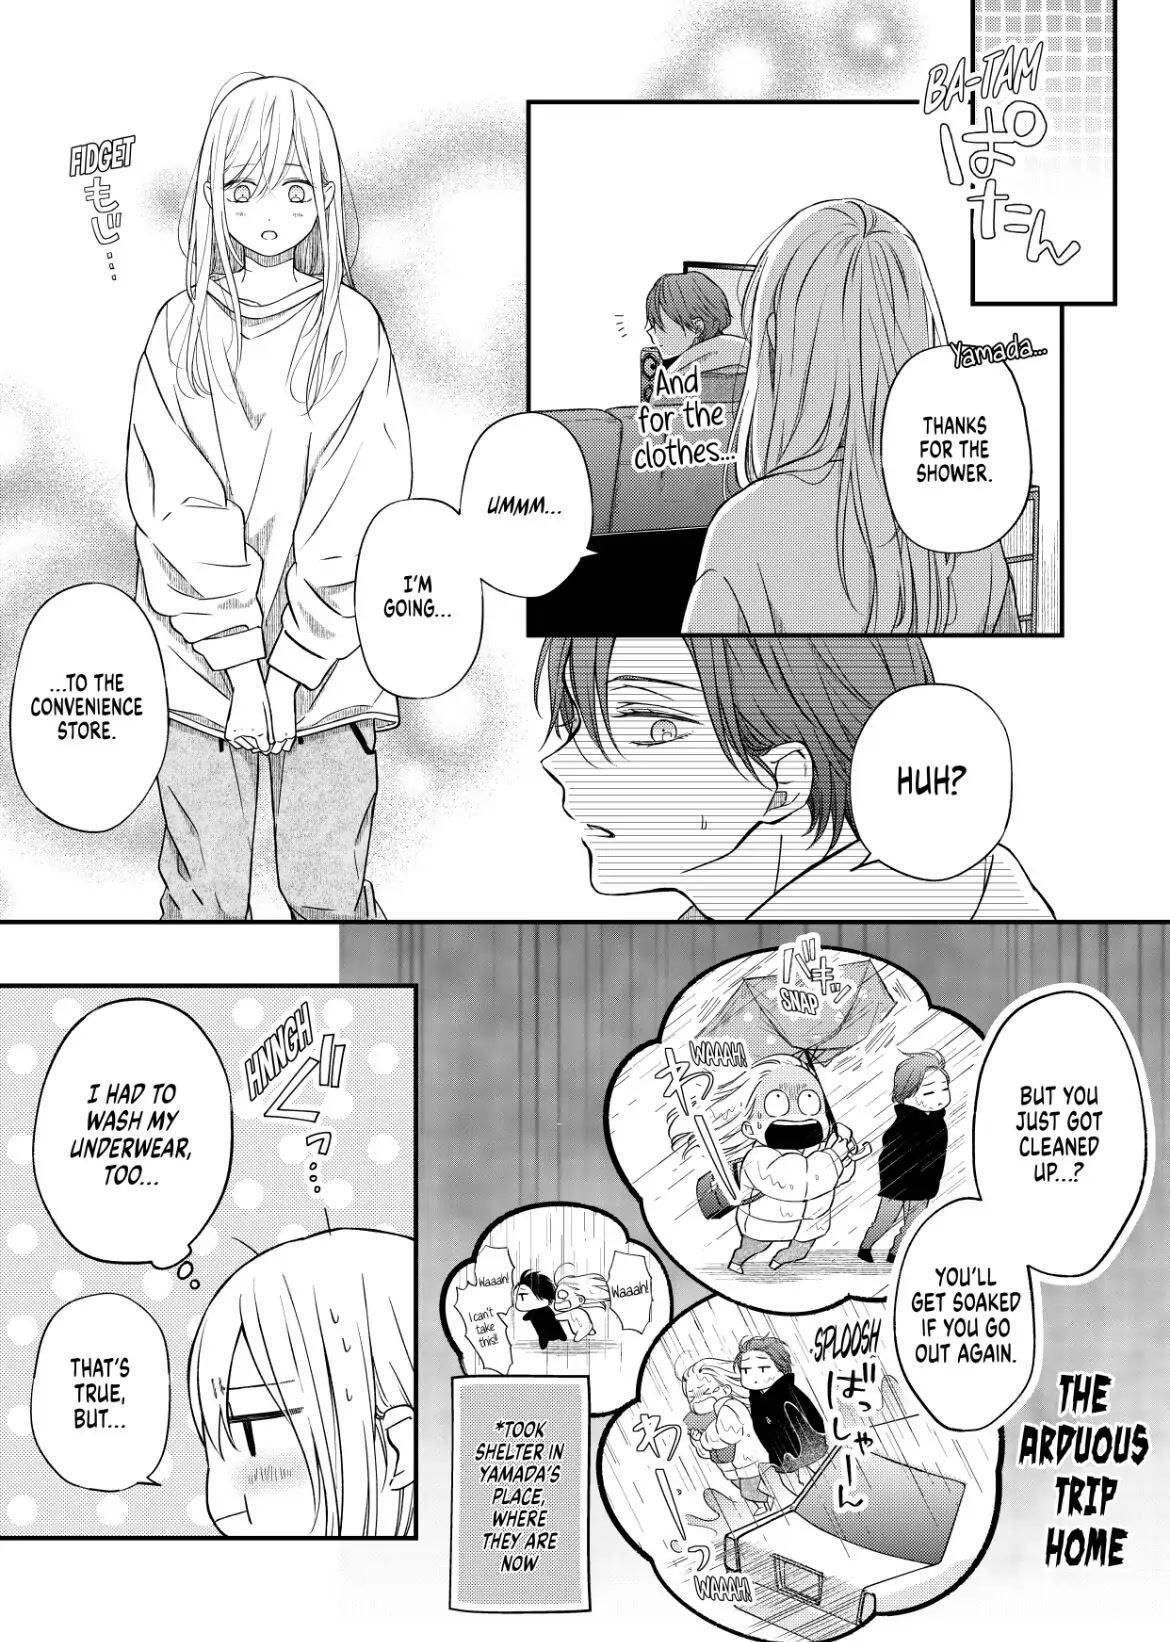 BA-TAM
ぱたん
Yamada...
THANKS
FOR THE
SHOWER.
And
for the
clothes...
UMMM...
I'M
GOING...
...TO THE
CONVENIENCE
STORE.
FIDGET
もじ...
HUH?
BUT YOU
JUST GOT
CLEANED
UP...?
YOU'LL
GET SOAKED
IF YOU GO
OUT AGAIN.
THE
ARDUOUS
TRIP
HOME
バキッ
SNAP
WAAAH!
わーー
SPLOOSH
ばっしゃーん
わーっ
WAAAH!
Waaah!
Waaah!
I can't
take
this!!
*TOOK
SHELTER IN
YAMADA'S
PLACE,
WHERE
THEY ARE
NOW
HNNGH
ぐっ...
I HAD TO
WASH MY
UNDERWEAR,
TOO...
THAT'S
TRUE,
BUT...